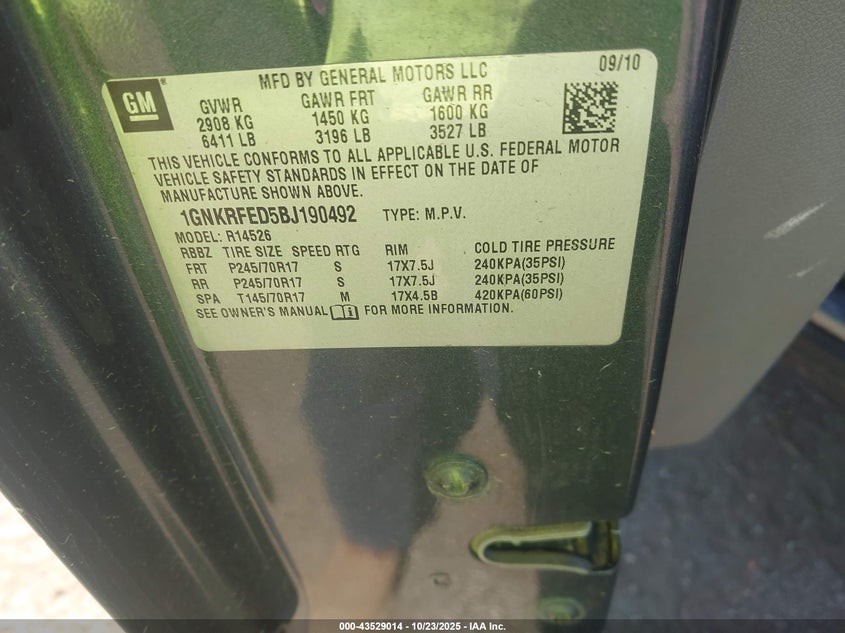 MFD BY GENERAL MOTORS LLC 09/10
GM®
GVWR GAWR FRT GAWR RR
2908 KG 1450 KG 1600 KG
6411 LB 3196 LB 3527 LB
THIS VEHICLE CONFORMS TO ALL APPLICABLE U.S. FEDERAL MOTOR
VEHICLE SAFETY STANDARDS IN EFFECT ON THE DATE OF
MANUFACTURE SHOWN ABOVE.
1GNKRFED5BJ190492 TYPE: M.P.V.
MODEL: R14526
RBBZ TIRE SIZE SPEED RTG RIM COLD TIRE PRESSURE
FRT P245/70R17 S 17X7.5J 240KPA(35PSI)
RR P245/70R17 S 17X7.5J 240KPA(35PSI)
SPA T145/70R17 M 17X4.5B 420KPA(60PSI)
SEE OWNER'S MANUAL FOR MORE INFORMATION.
000-43529014 - 10/23/2025 - IAA Inc.